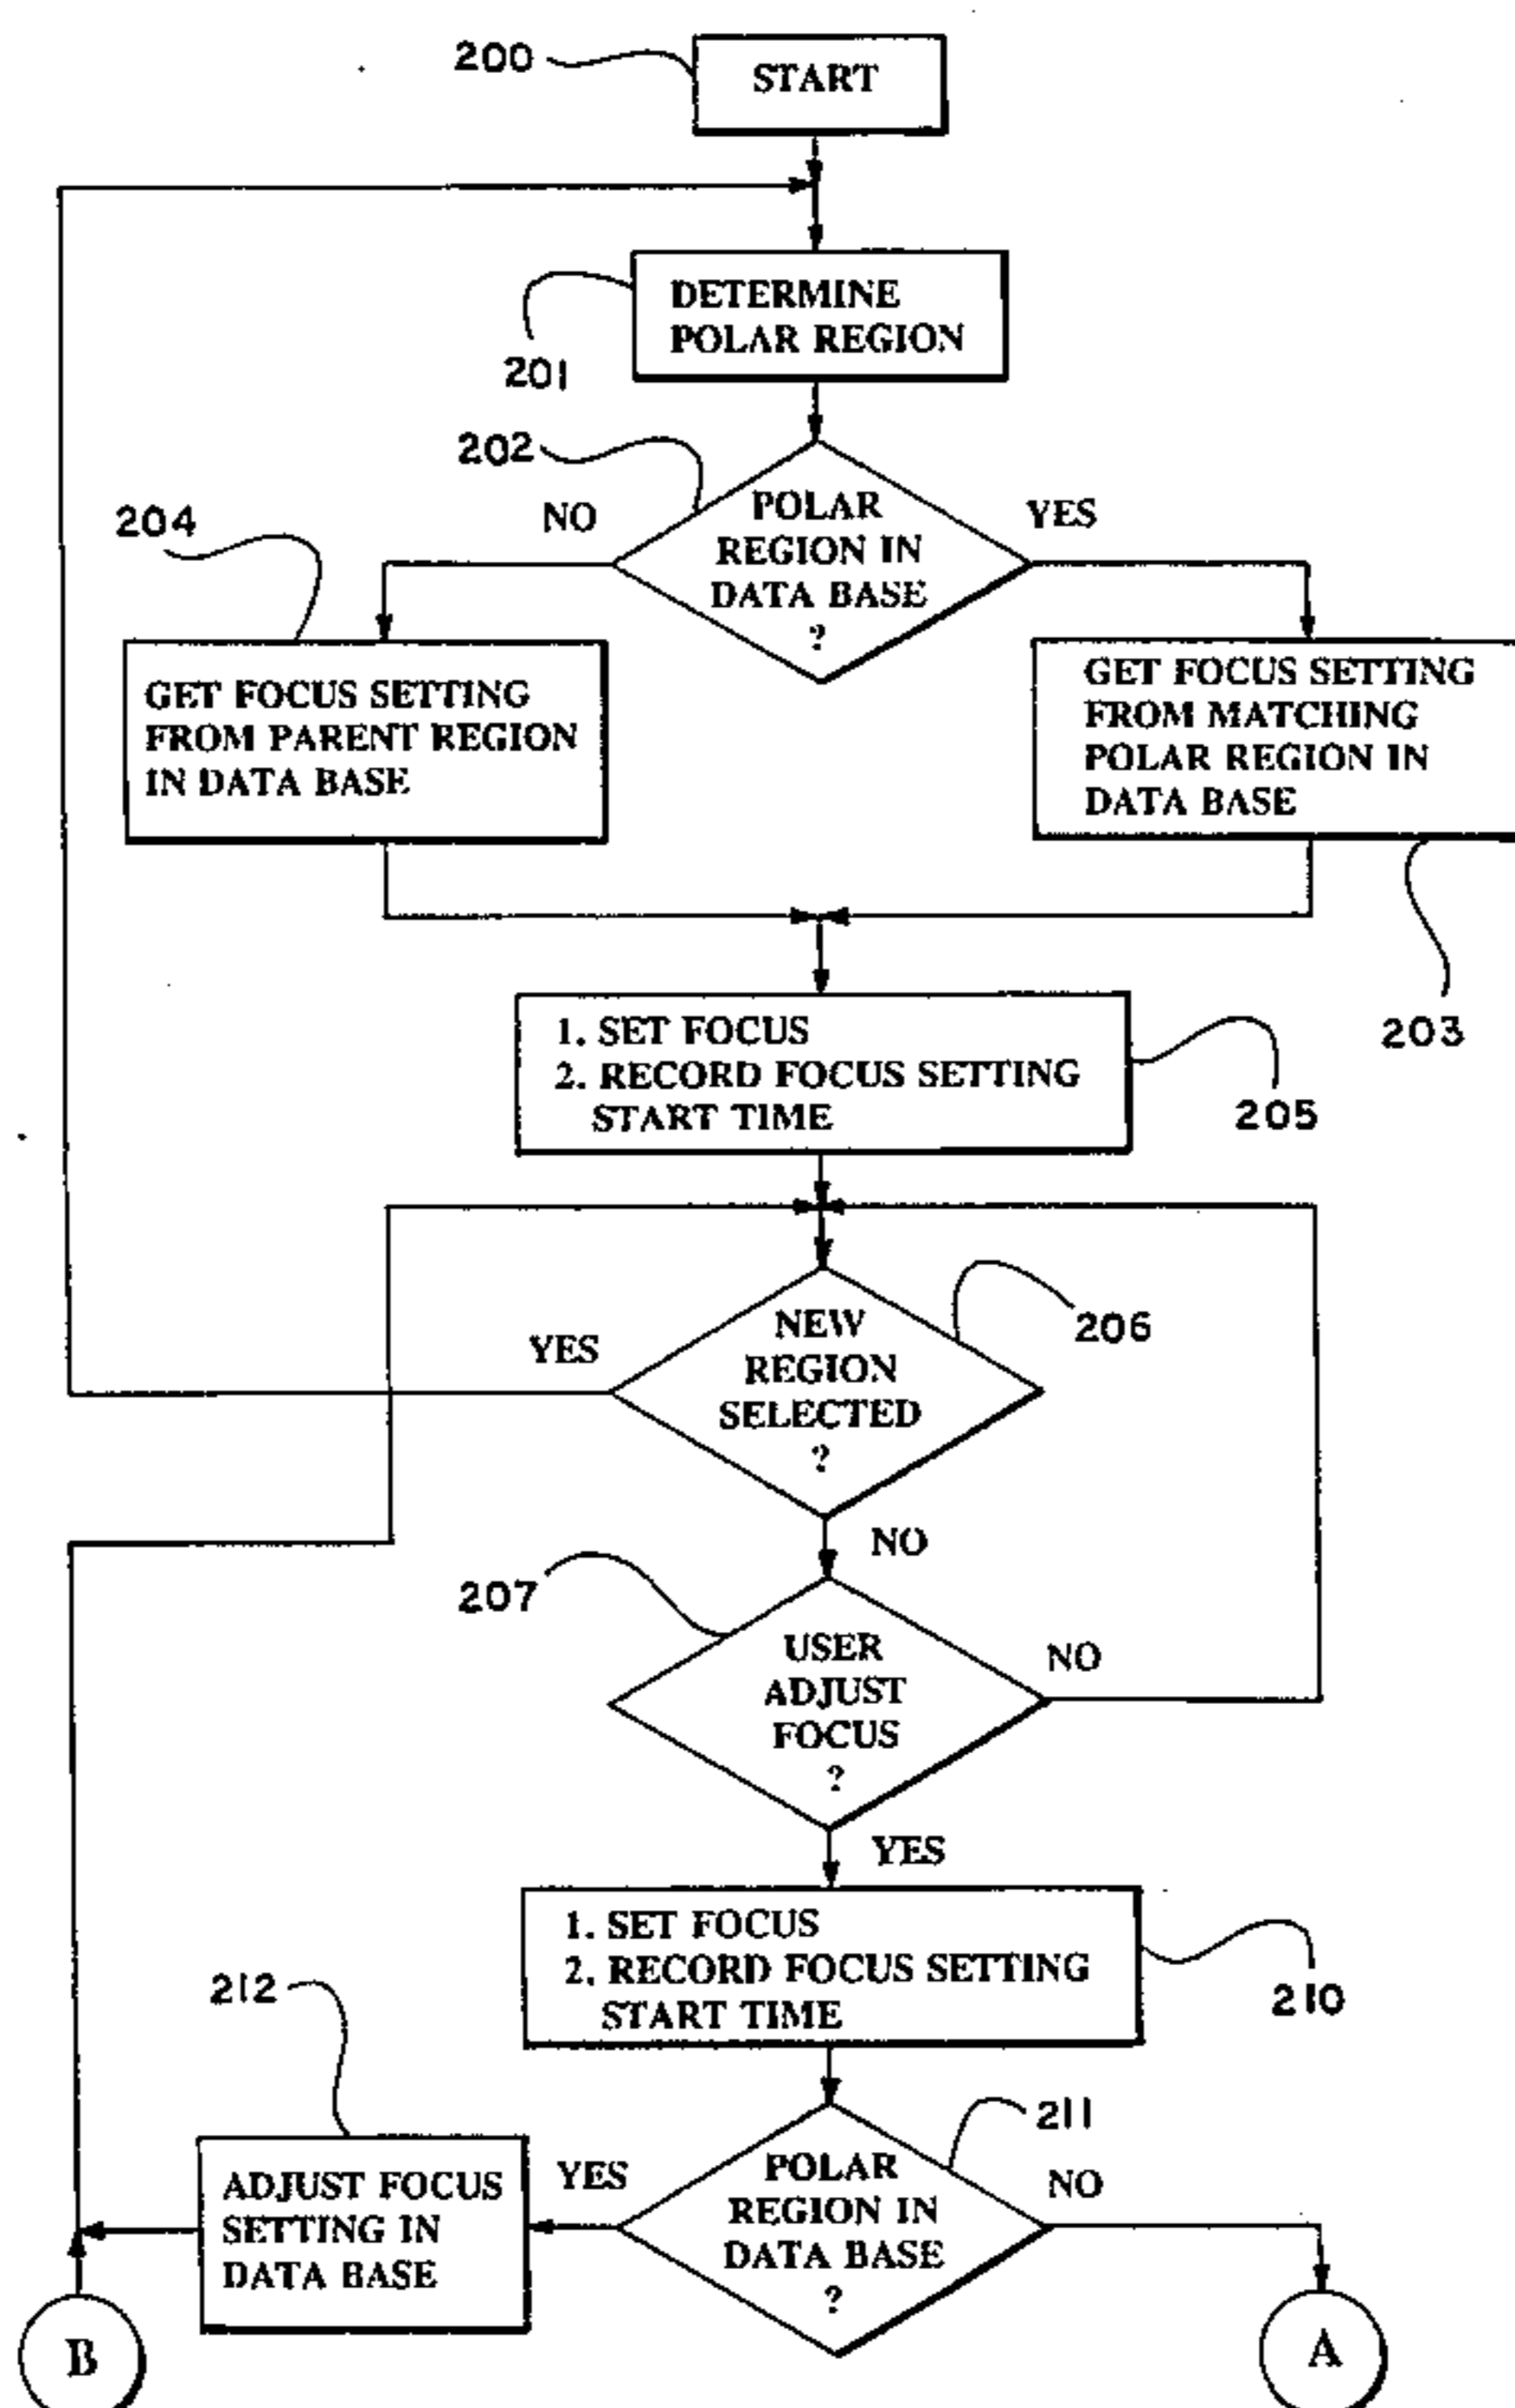 200
START
201
DETERMINE
POLAR REGION
202
NO
POLAR
REGION IN
DATA BASE
?
YES
204
GET FOCUS SETTING
FROM PARENT REGION
IN DATA BASE
GET FOCUS SETTING
FROM MATCHING
POLAR REGION IN
DATA BASE
203
1. SET FOCUS
2. RECORD FOCUS SETTING
START TIME
205
YES
NEW
REGION
SELECTED
?
206
NO
207
USER
ADJUST
FOCUS
?
NO
YES
1. SET FOCUS
2. RECORD FOCUS SETTING
START TIME
210
212
211
ADJUST FOCUS
SETTING IN
DATA BASE
YES
POLAR
REGION IN
DATA BASE
?
NO
B
A